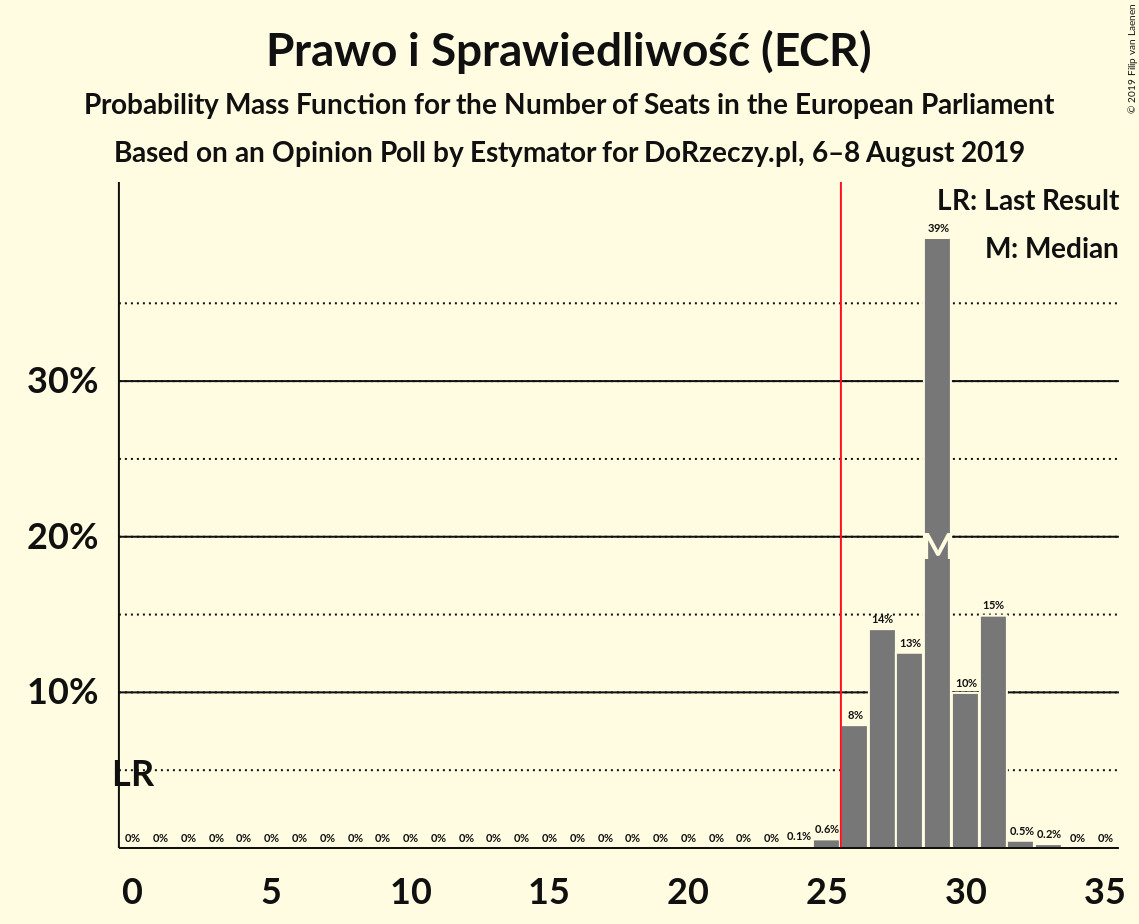 Prawo i Sprawiedliwość (ECR)
Probability Mass Function for the Number of Seats in the European Parliament
Based on an Opinion Poll by Estymator for DoRzeczy.pl, 6–8 August 2019
© 2019 Filip van Laenen
LR: Last Result
M: Median
39%
30%
20%
M
15%
14%
13%
10%
10%
8%
LR
0% 0% 0% 0% 0% 0% 0% 0% 0% 0% 0% 0% 0% 0% 0% 0% 0% 0% 0% 0% 0% 0% 0% 0% 0.1% 0.6% 0.5% 0.2% 0% 0%
0 5 10 15 20 25 30 35